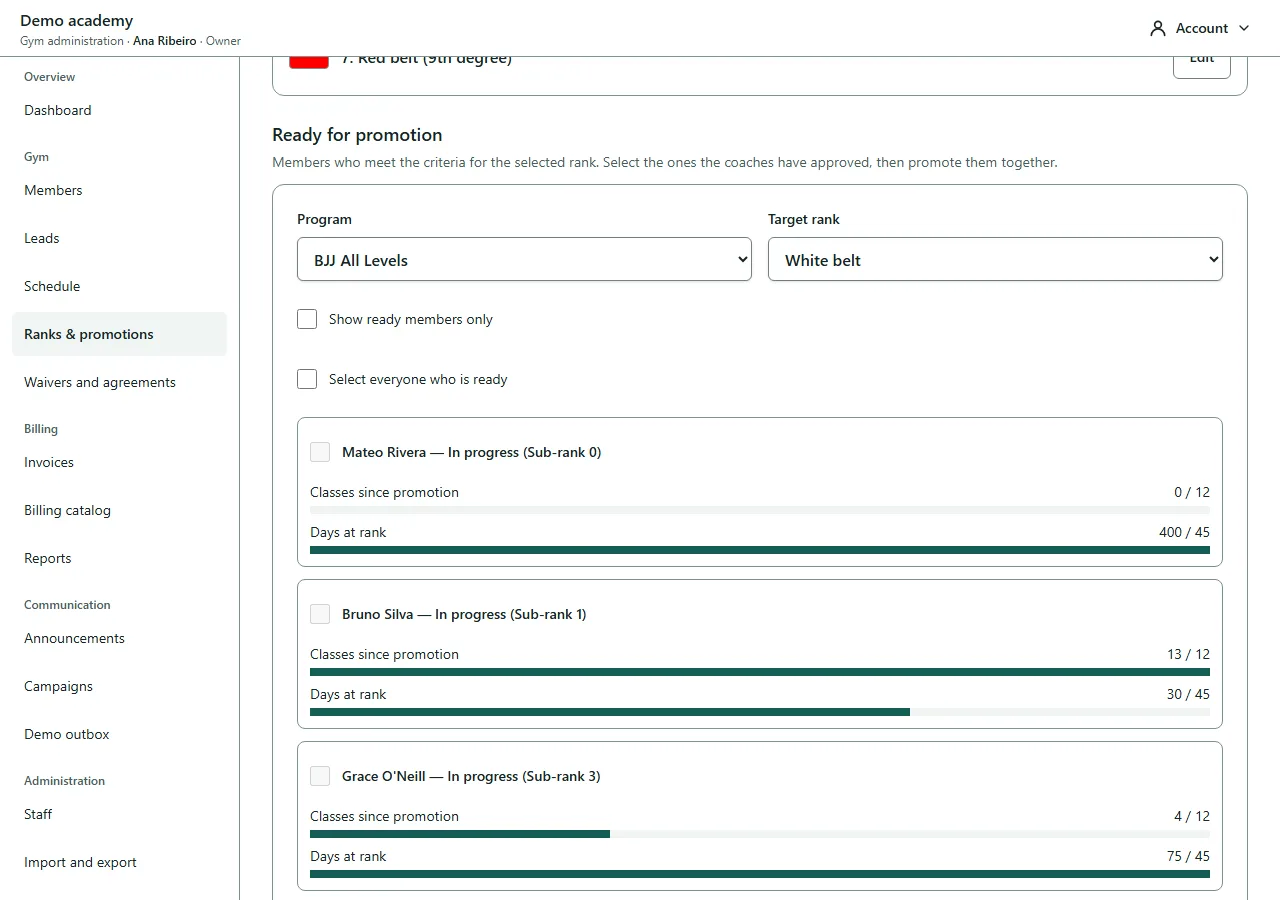 Demo academy
Gym administration · Ana Ribeiro · Owner
Account
Overview
Dashboard
Gym
Members
Leads
Schedule
Ranks & promotions
Waivers and agreements
Billing
Invoices
Billing catalog
Reports
Communication
Announcements
Campaigns
Demo outbox
Administration
Staff
Import and export
7. Red belt (9th degree)
Edit
Ready for promotion
Members who meet the criteria for the selected rank. Select the ones the coaches have approved, then promote them together.
Program
Target rank
BJJ All Levels
White belt
Show ready members only
Select everyone who is ready
Mateo Rivera — In progress (Sub-rank 0)
Classes since promotion 0 / 12
Days at rank 400 / 45
Bruno Silva — In progress (Sub-rank 1)
Classes since promotion 13 / 12
Days at rank 30 / 45
Grace O'Neill — In progress (Sub-rank 3)
Classes since promotion 4 / 12
Days at rank 75 / 45